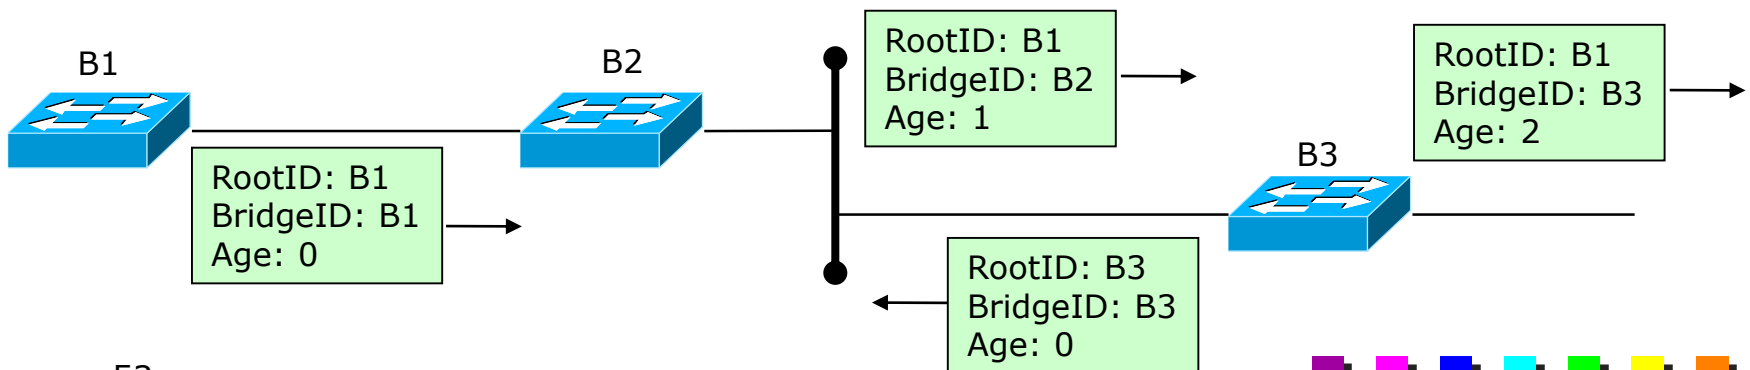 B1
B2
RootID: B1
BridgeID: B2
Age: 1
RootID: B1
BridgeID: B3
Age: 2
B3
RootID: B1
BridgeID: B1
Age: 0
RootID: B3
BridgeID: B3
Age: 0